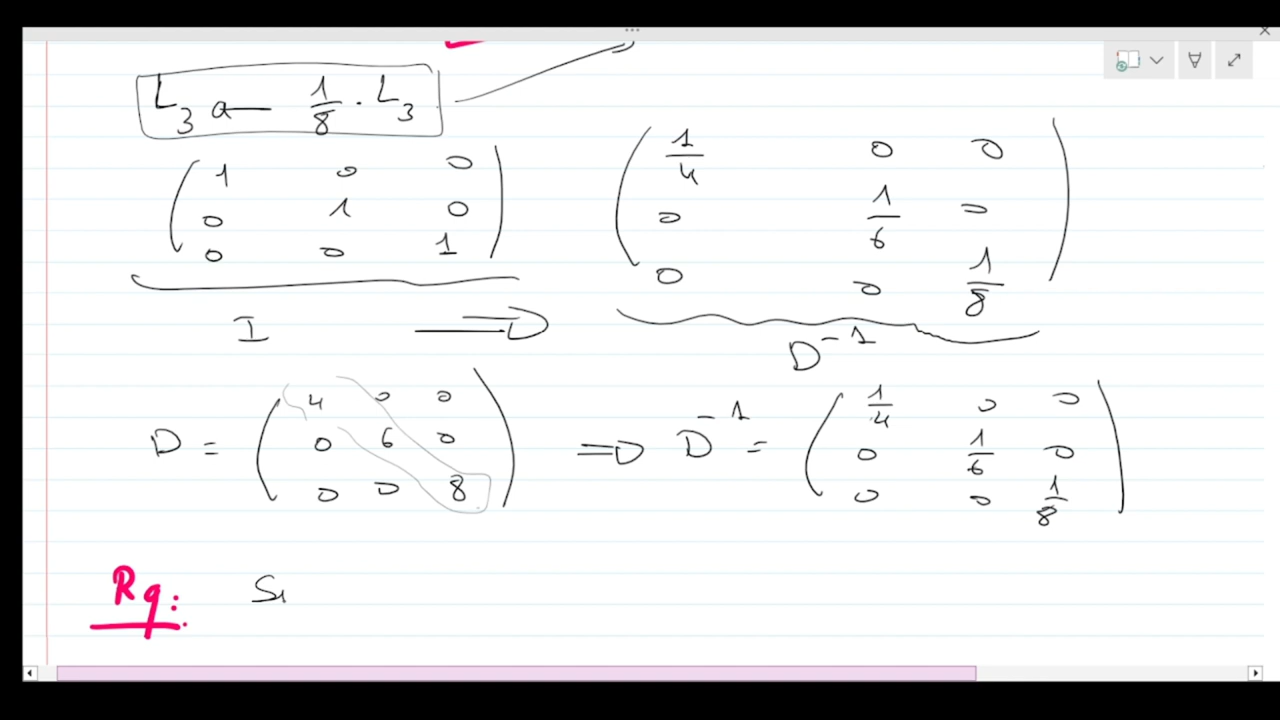 L₃ ← 1/8 · L₃
1 0 0 1/4 0 0
0 1 0 0 1/6 0
0 0 1 0 0 1/8
I ⟹ D⁻¹
D = ( 4 0 0 ) ⟹ D⁻¹ = ( 1/4 0 0 )
0 6 0 0 1/6 0
0 0 8 0 0 1/8
Rq: Si